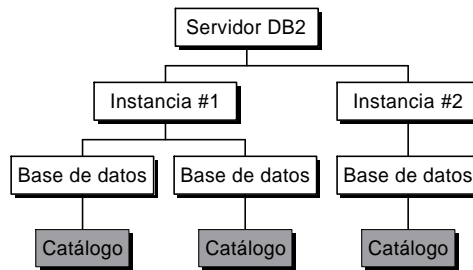 Servidor DB2
Instancia #1
Instancia #2
Base de datos
Base de datos
Base de datos
Catálogo
Catálogo
Catálogo